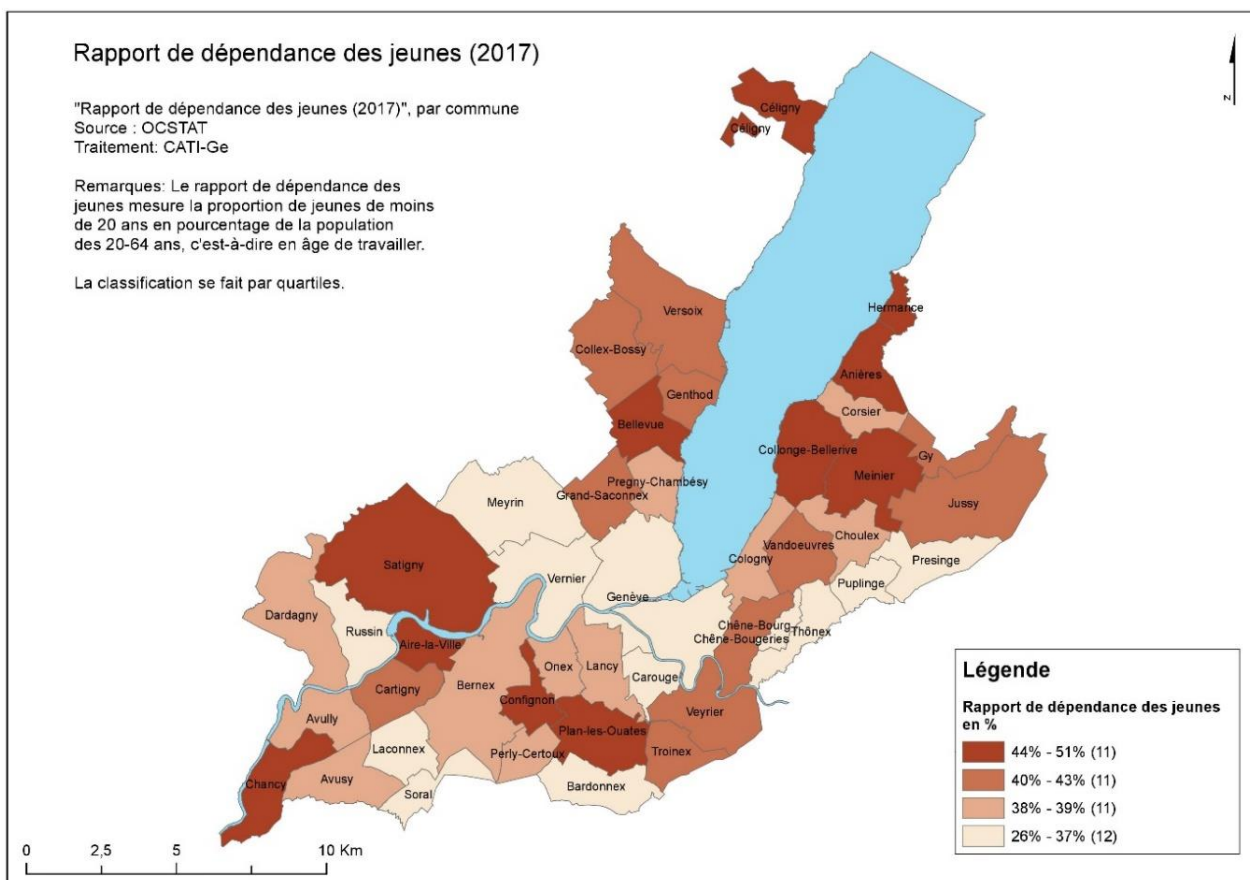 Rapport de dépendance des jeunes (2017)
"Rapport de dépendance des jeunes (2017)", par commune
Source : OCSTAT
Traitement: CATI-Ge
Remarques: Le rapport de dépendance des
jeunes mesure la proportion de jeunes de moins
de 20 ans en pourcentage de la population
des 20-64 ans, c'est-à-dire en âge de travailler.
La classification se fait par quartiles.
N
Céligny
Céligny
Hermance
Versoix
Collex-Bossy
Anières
Genthod
Corsier
Bellevue
Collonge-Bellerive
Gy
Meinier
Pregny-Chambésy
Grand-Saconnex
Meyrin
Jussy
Choulex
Vandoeuvres
Cologny
Presinge
Satigny
Vernier
Puplinge
Genève
Dardagny
Chêne-Bourg
Thônex
Russin
Chêne-Bougeries
Aire-la-Ville
Onex
Lancy
Carouge
Cartigny
Bernex
Confignon
Veyrier
Avully
Plan-les-Ouates
Laconnex
Perly-Certoux
Troinex
Chancy
Avusy
Soral
Bardonnex
Légende
Rapport de dépendance des jeunes
en %
44% - 51% (11)
40% - 43% (11)
38% - 39% (11)
26% - 37% (12)
0 2,5 5 10 Km